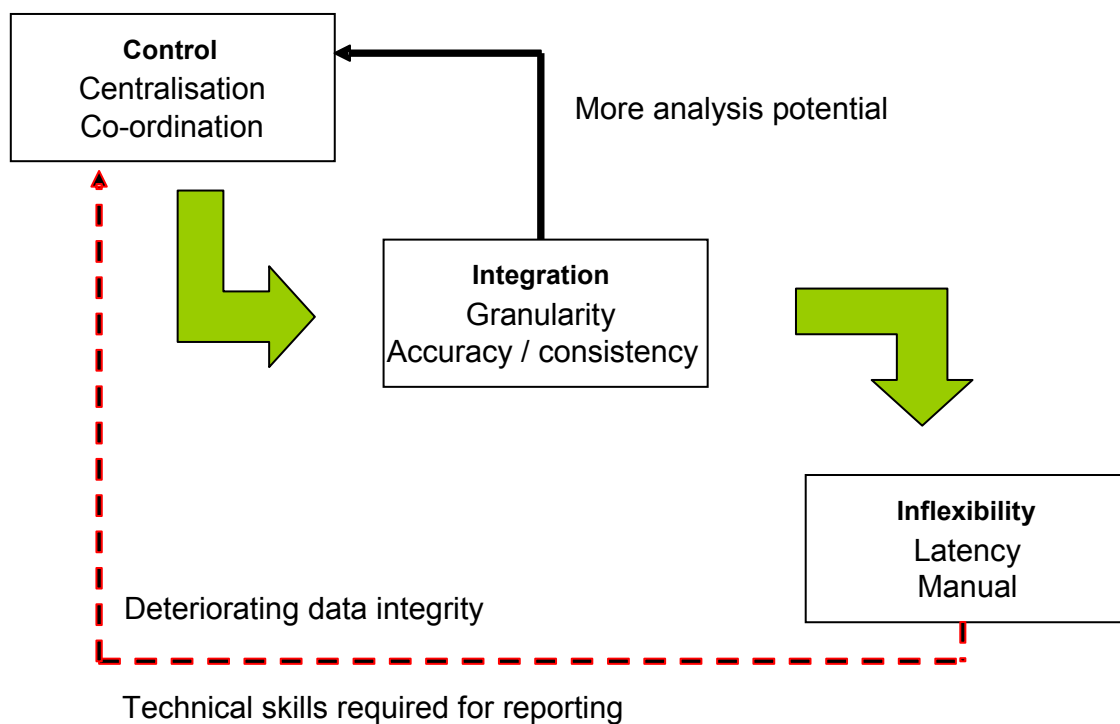 Control
Centralisation
Co-ordination
More analysis potential
Integration
Granularity
Accuracy / consistency
Inflexibility
Latency
Manual
Deteriorating data integrity
Technical skills required for reporting